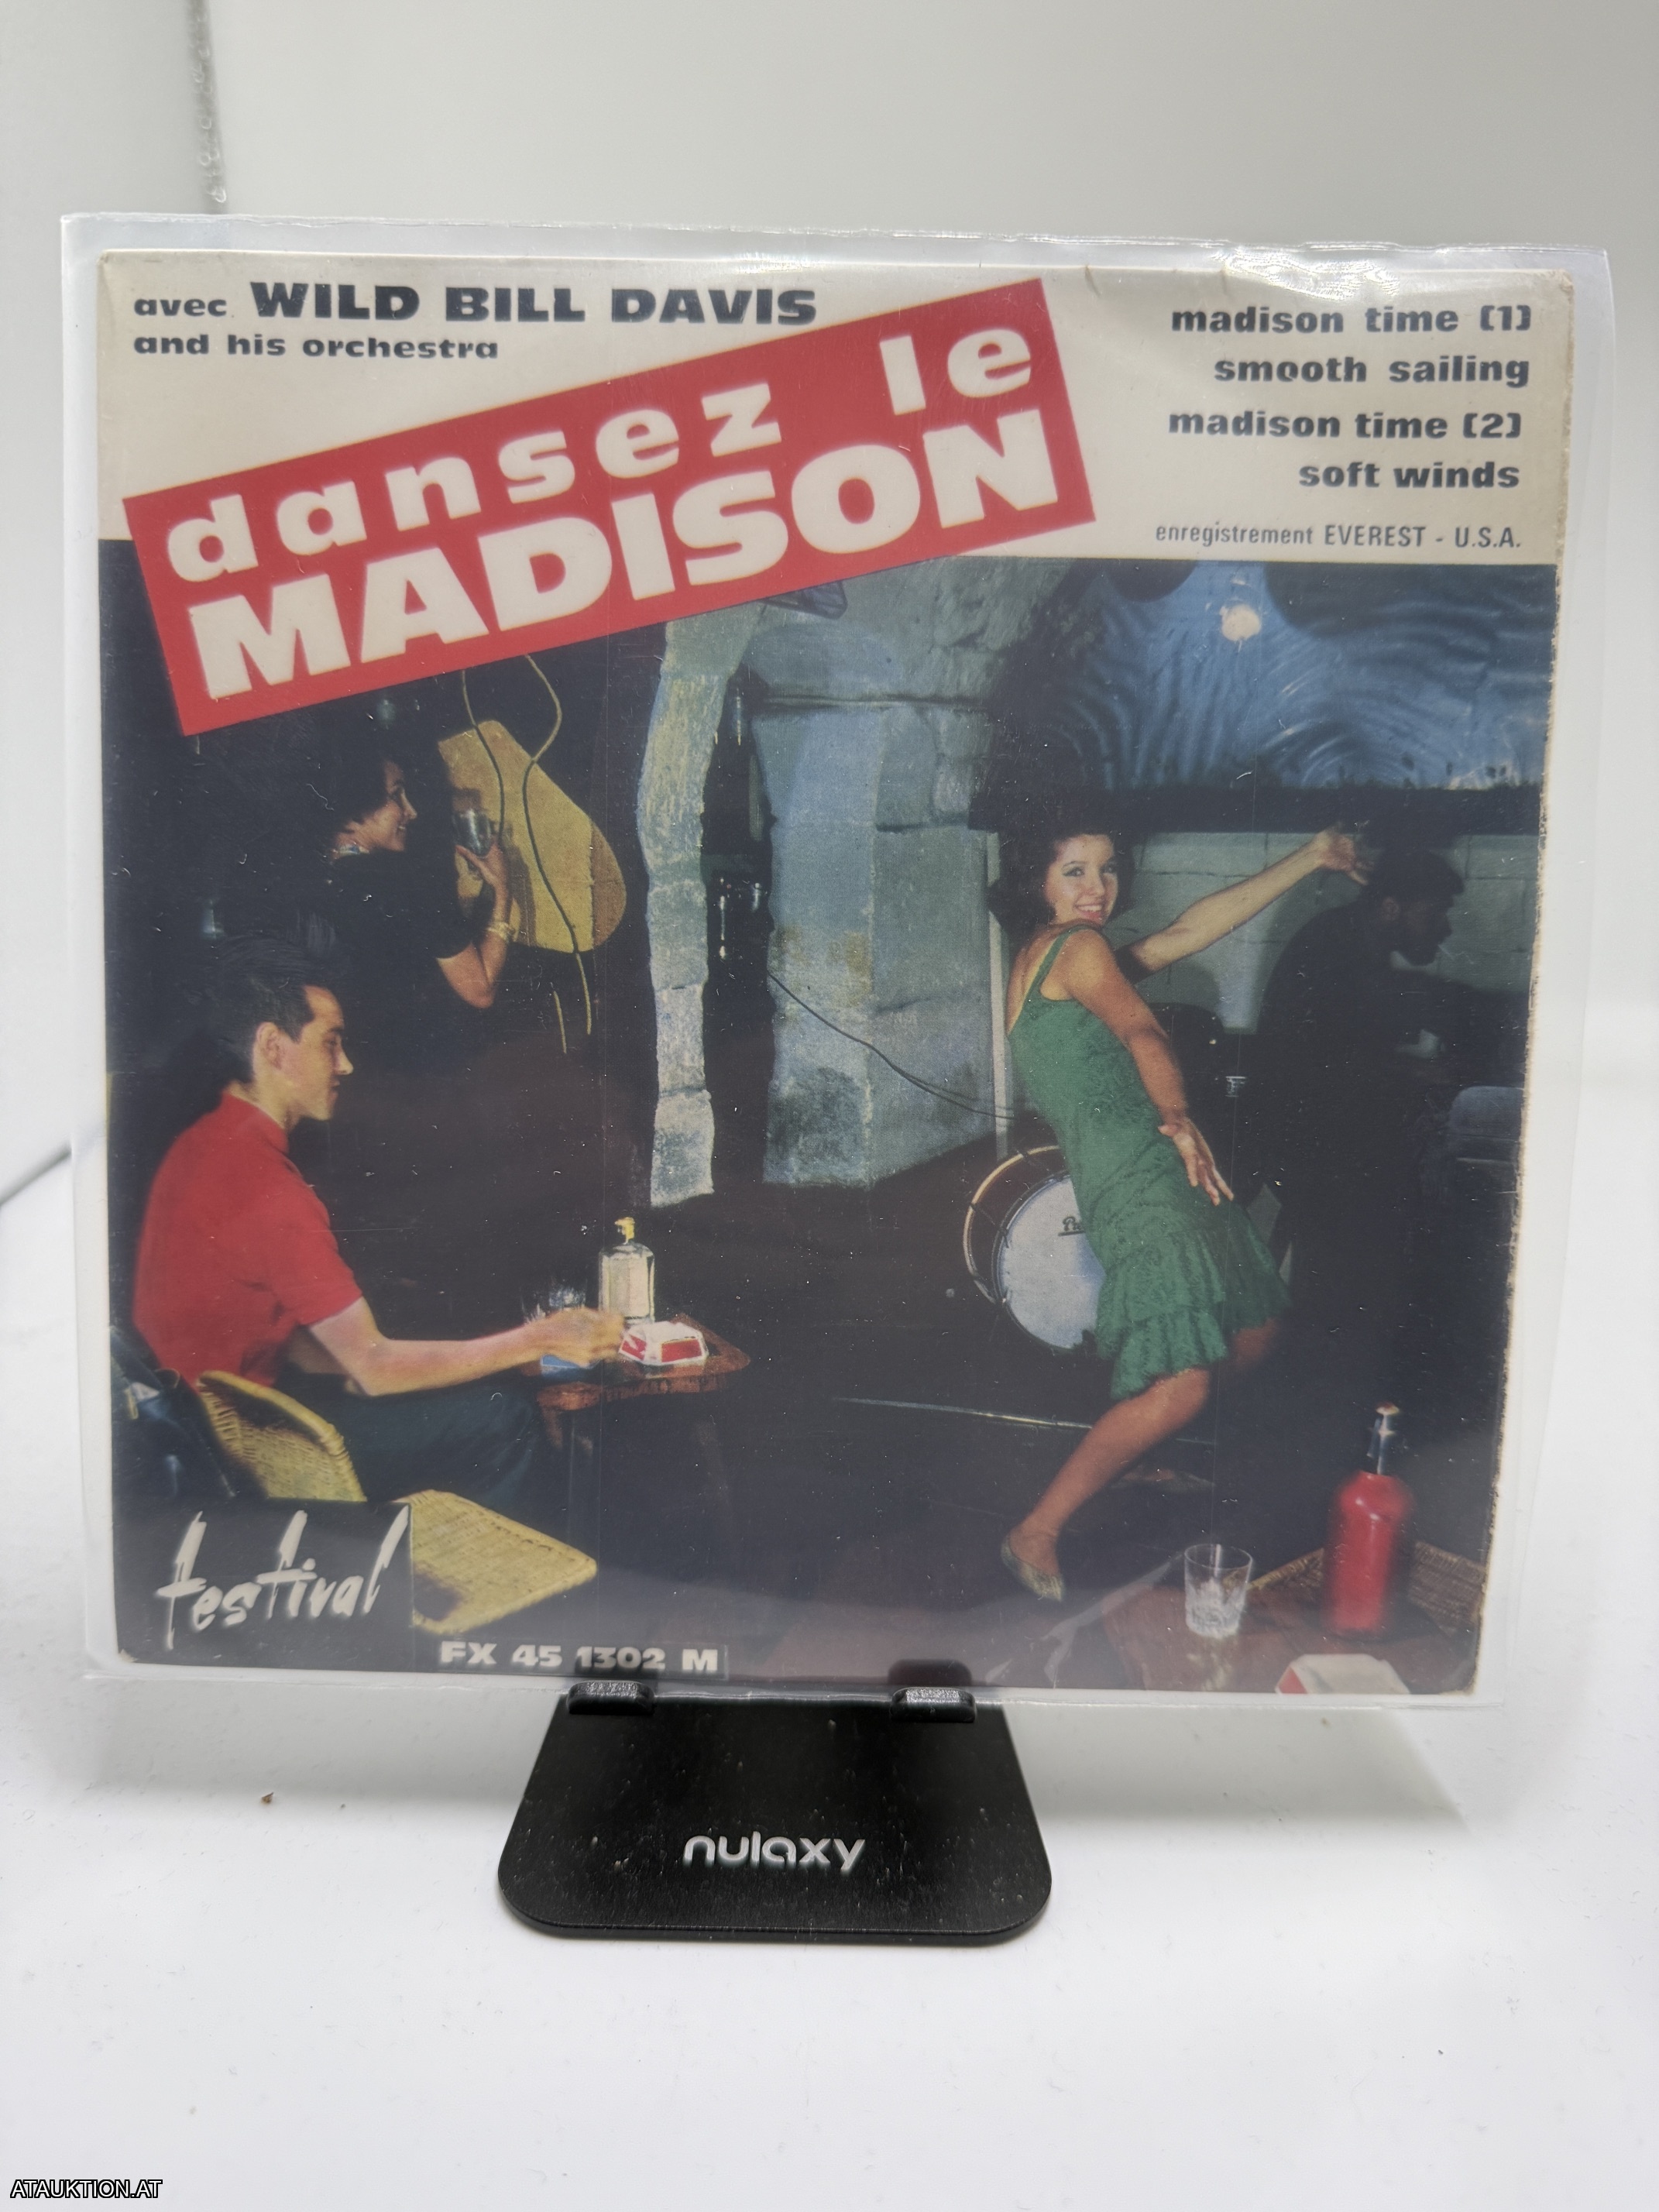 avec WILD BILL DAVIS
and his orchestra
dansez le
MADISON
madison time (1)
smooth sailing
madison time (2)
soft winds
enregistrement EVEREST - U.S.A.
festival
FX 45 1302 M
nulaxy
ATAUKTION.AT